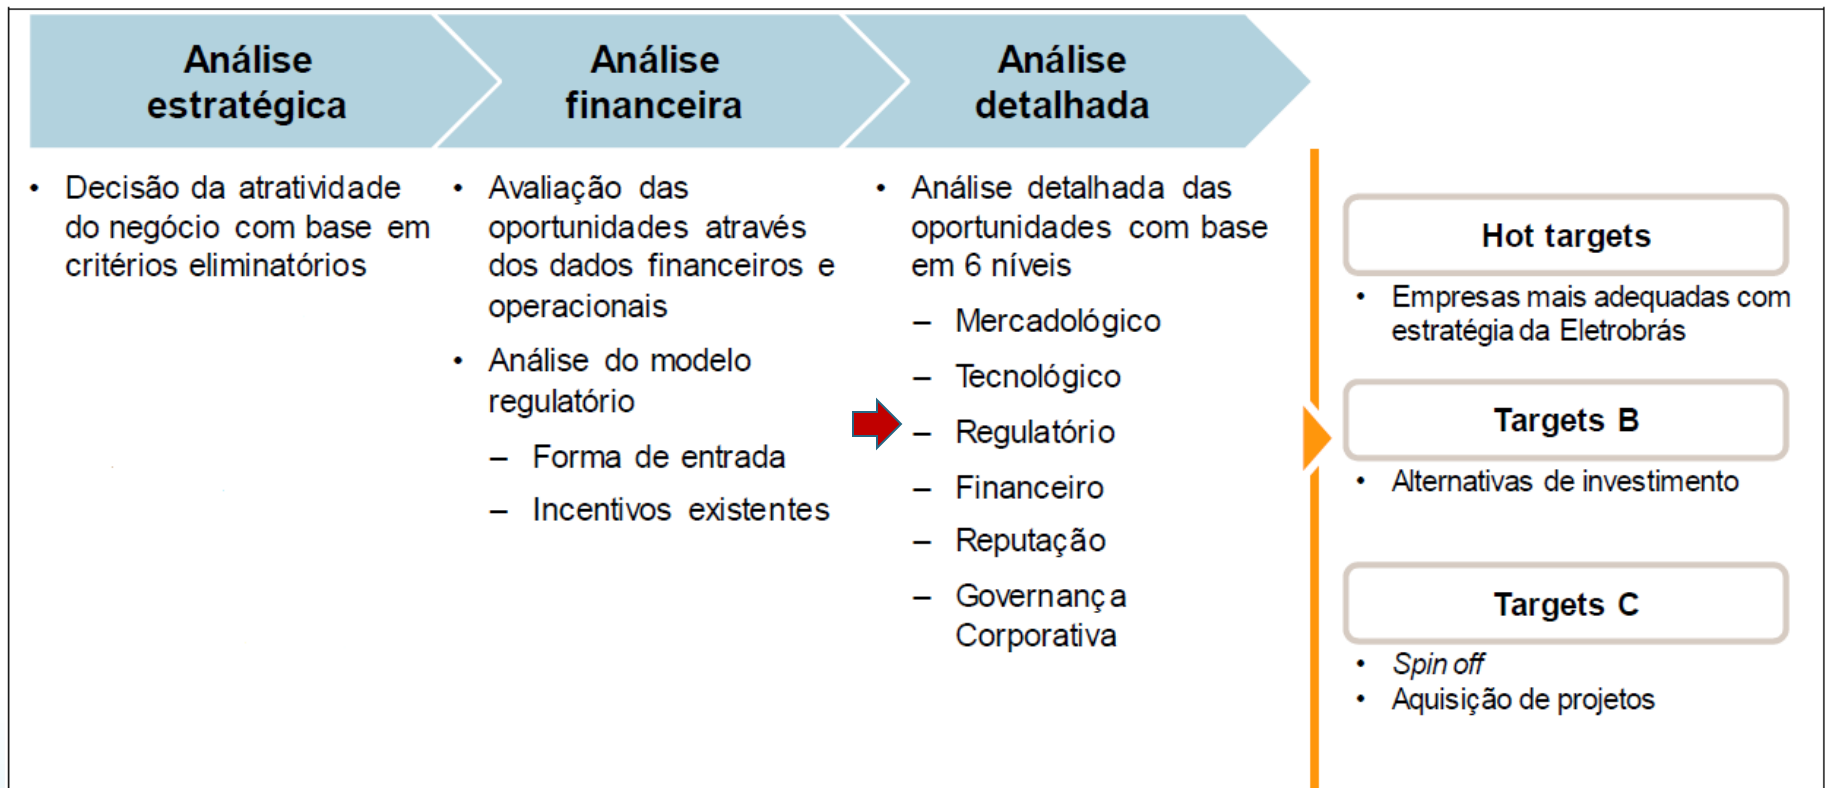 Análise
estratégica
• Decisão da atratividade
do negócio com base em
critérios eliminatórios
Análise
financeira
• Avaliação das
oportunidades através
dos dados financeiros e
operacionais
• Análise do modelo
regulatório
– Forma de entrada
– Incentivos existentes
Análise
detalhada
• Análise detalhada das
oportunidades com base
em 6 níveis
– Mercadológico
– Tecnológico
– Regulatório
– Financeiro
– Reputação
– Governança
Corporativa
Hot targets
• Empresas mais adequadas com
estratégia da Eletrobrás
Targets B
• Alternativas de investimento
Targets C
• Spin off
• Aquisição de projetos